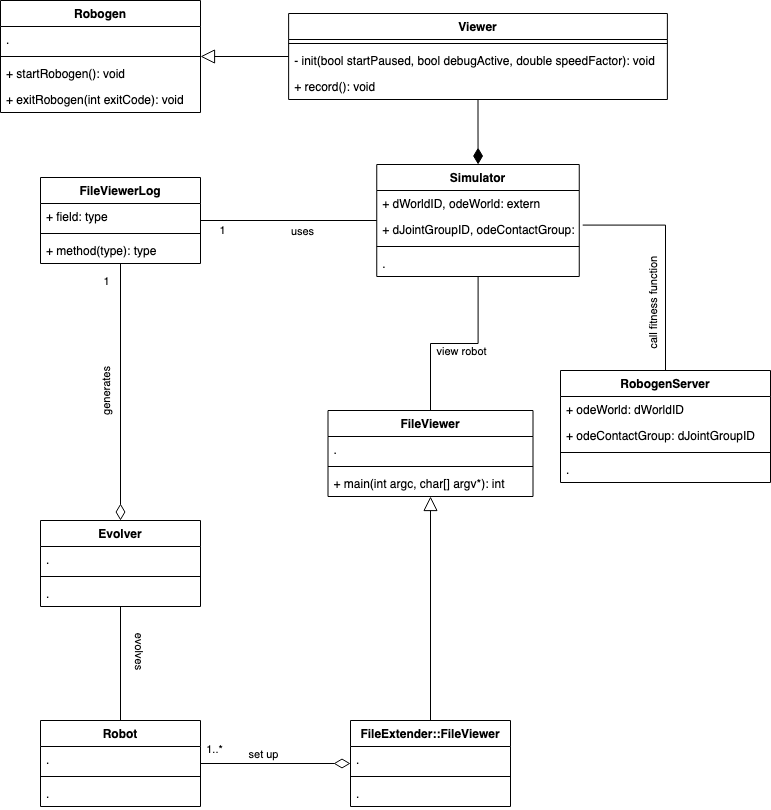 Robogen
.
+ startRobogen(): void
+ exitRobogen(int exitCode): void
Viewer
- init(bool startPaused, bool debugActive, double speedFactor): void
+ record(): void
FileViewerLog
+ field: type
+ method(type): type
1
uses
Simulator
+ dWorldID, odeWorld: extern
+ dJointGroupID, odeContactGroup:
.
1
generates
view robot
call fitness function
RobogenServer
+ odeWorld: dWorldID
+ odeContactGroup: dJointGroupID
.
FileViewer
.
+ main(int argc, char[] argv*): int
Evolver
.
.
evolves
Robot
.
.
1..*
set up
FileExtender::FileViewer
.
.